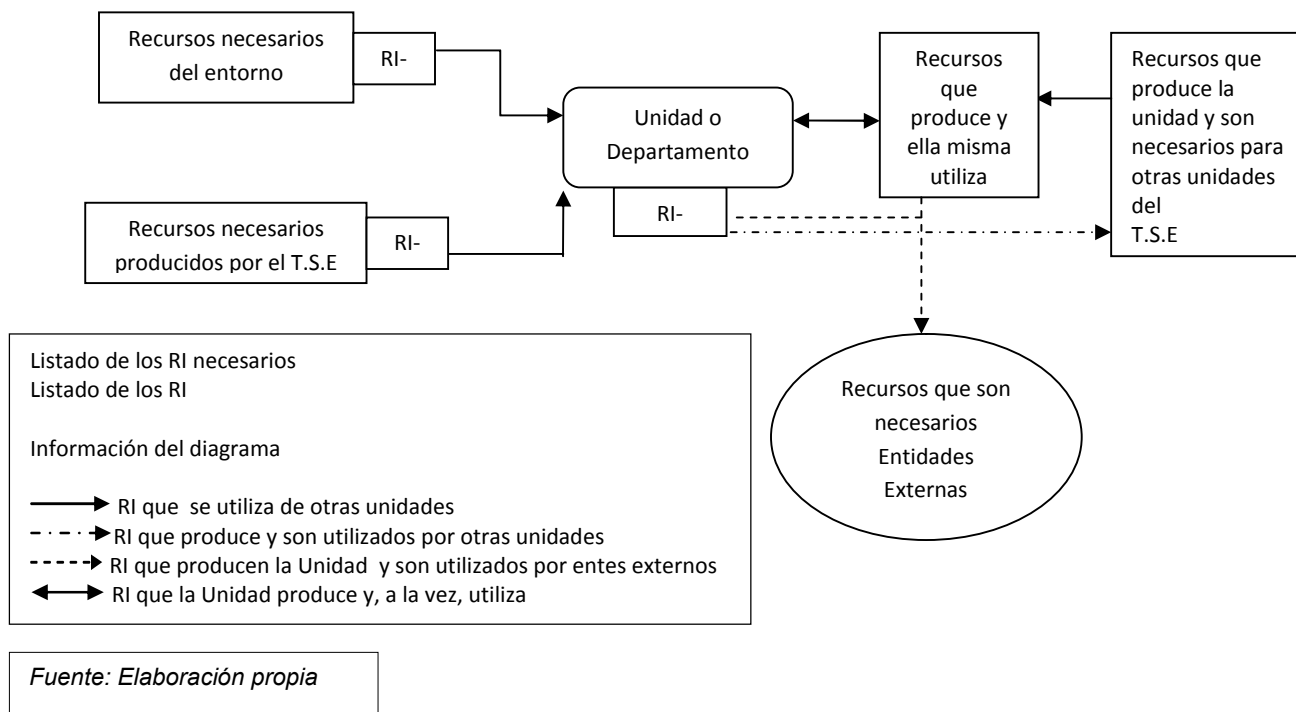 Recursos necesarios
del entorno
RI-
Recursos necesarios
producidos por el T.S.E
RI-
Unidad o
Departamento
RI-
Recursos
que
produce y
ella misma
utiliza
Recursos que
produce la
unidad y son
necesarios para
otras unidades
del
T.S.E
Recursos que son
necesarios
Entidades
Externas
Listado de los RI necesarios
Listado de los RI
Información del diagrama
RI que se utiliza de otras unidades
RI que produce y son utilizados por otras unidades
RI que producen la Unidad y son utilizados por entes externos
RI que la Unidad produce y, a la vez, utiliza
Fuente: Elaboración propia